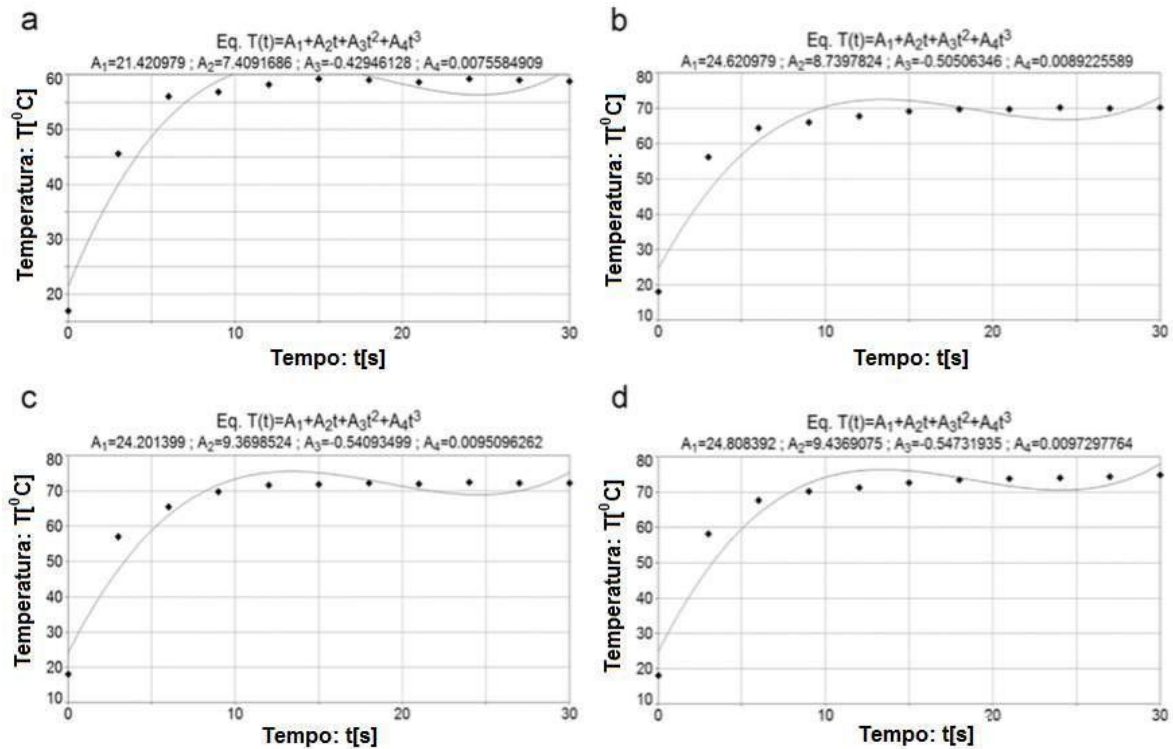 a
Eq. T(t)=A₁+A₂t+A₃t²+A₄t³
A₁=21.420979 ; A₂=7.4091686 ; A₃=-0.42946128 ; A₄=0.0075584909
60
50
40
30
20
0
10
20
30
Temperatura: T[⁰C]
Tempo: t[s]
b
Eq. T(t)=A₁+A₂t+A₃t²+A₄t³
A₁=24.620979 ; A₂=8.7397824 ; A₃=-0.50506346 ; A₄=0.0089225589
80
70
60
50
40
30
20
10
0
10
20
30
Temperatura: T[⁰C]
Tempo: t[s]
c
Eq. T(t)=A₁+A₂t+A₃t²+A₄t³
A₁=24.201399 ; A₂=9.3698524 ; A₃=-0.54093499 ; A₄=0.0095096262
80
70
60
50
40
30
20
10
0
10
20
30
Temperatura: T[⁰C]
Tempo: t[s]
d
Eq. T(t)=A₁+A₂t+A₃t²+A₄t³
A₁=24.808392 ; A₂=9.4369075 ; A₃=-0.54731935 ; A₄=0.0097297764
80
70
60
50
40
30
20
10
0
10
20
30
Temperatura: T[⁰C]
Tempo: t[s]